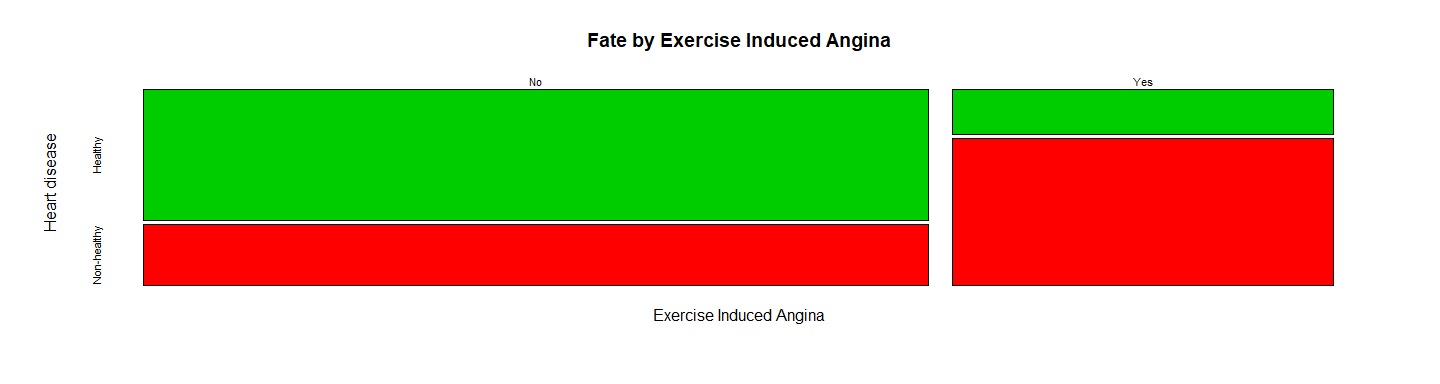 Fate by Exercise Induced Angina
No
Yes
Heart disease
Healthy
Non-healthy
Exercise Induced Angina